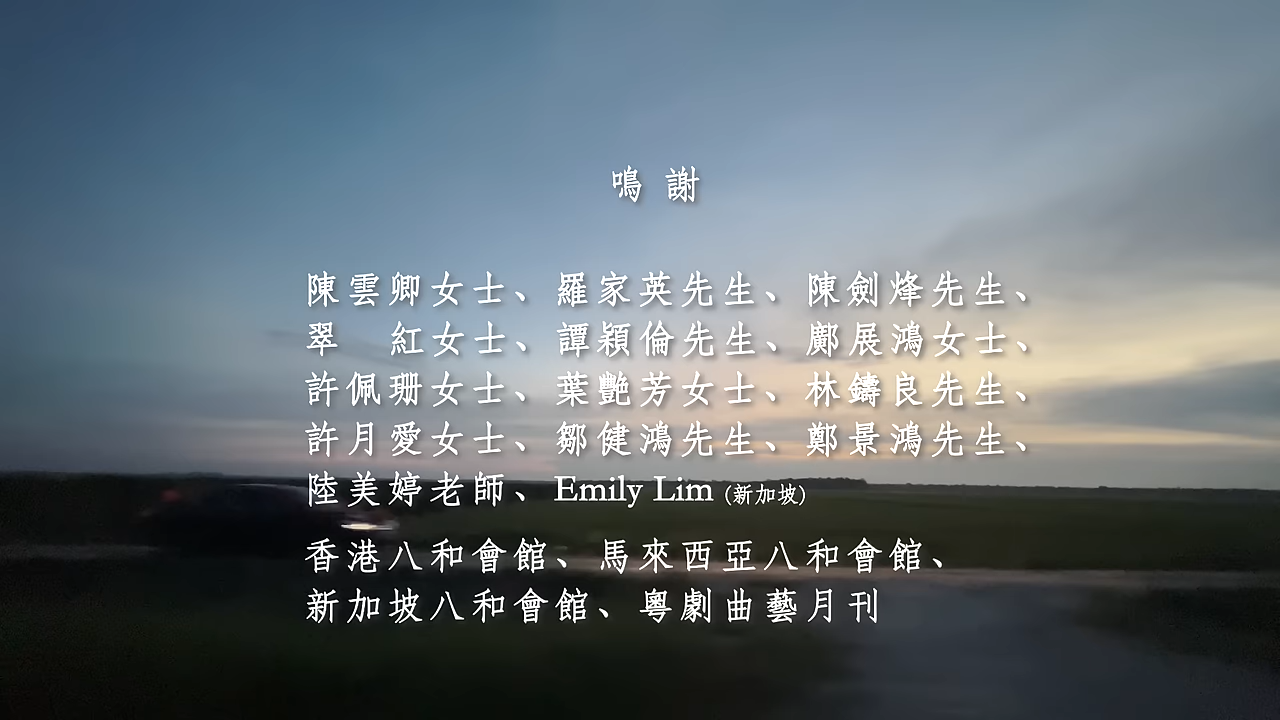 鳴謝
陳雲卿女士、羅家英先生、陳劍烽先生、
翠　紅女士、譚穎倫先生、鄺展鴻女士、
許佩珊女士、葉艷芳女士、林鑄良先生、
許月愛女士、鄒健鴻先生、鄭景鴻先生、
陸美婷老師、Emily Lim (新加坡)
香港八和會館、馬來西亞八和會館、
新加坡八和會館、粵劇曲藝月刊